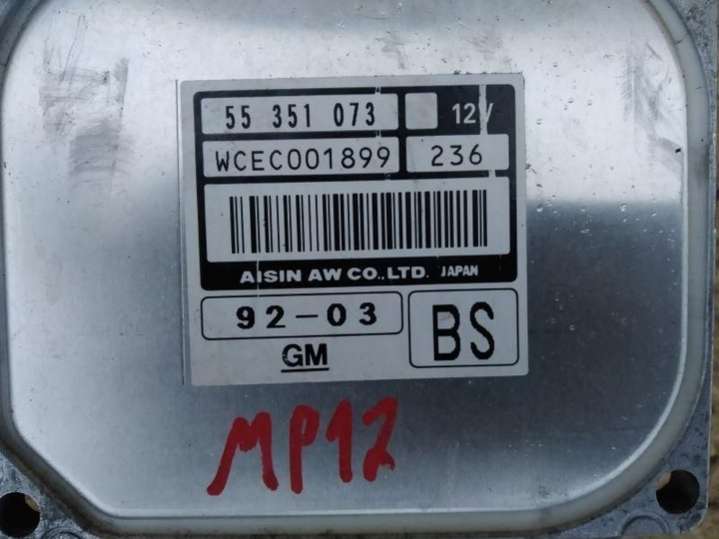 55 351 073 12V
WCEC001899 236
AISIN AW CO.,LTD. JAPAN
92-03
GM
BS
MP12